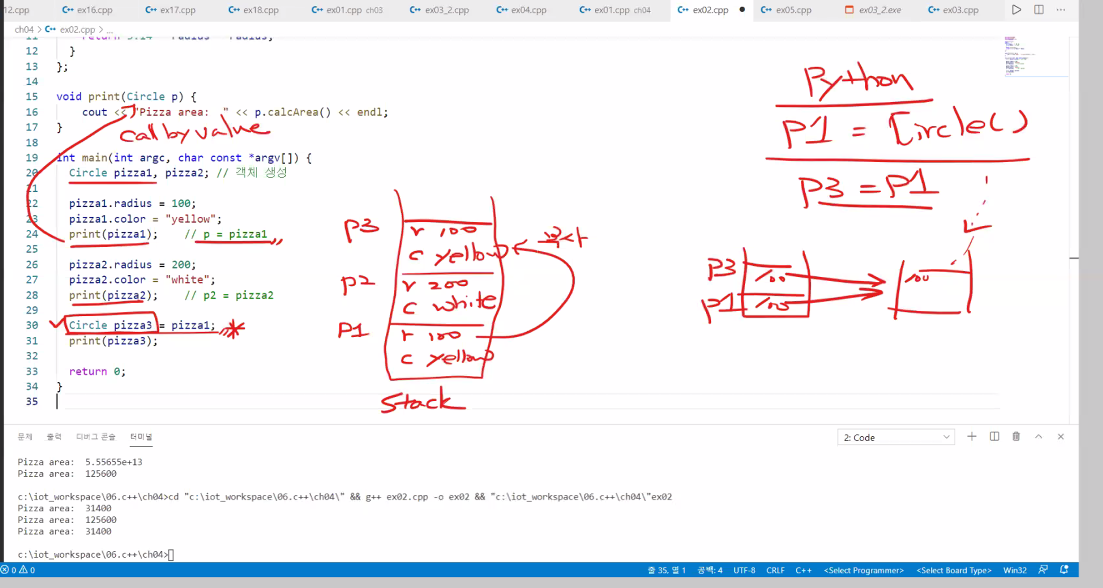 12.cpp ex16.cpp ex17.cpp ex18.cpp ex01.cpp ch03 ex03_2.cpp ex04.cpp ex01.cpp ch04 ex02.cpp ex05.cpp ex03_2.exe ex03.cpp
ch04 > ex02.cpp > ...
12 }
13 };
14
15 void print(Circle p) {
16 cout << "Pizza area: " << p.calcArea() << endl;
17 }
call by value
18
19 int main(int argc, char const *argv[]) {
20 Circle pizza1, pizza2; // 객체 생성
21
22 pizza1.radius = 100;
23 pizza1.color = "yellow";
24 print(pizza1); // p = pizza1
25
26 pizza2.radius = 200;
27 pizza2.color = "white";
28 print(pizza2); // p2 = pizza2
29
30 Circle pizza3 = pizza1;
31 print(pizza3);
32
33 return 0;
34 }
35
P3 r 100
c yellow 복사
P2 r 200
c white
P1 r 100
c yellow
Stack
Python
P1 = Circle()
P3 = P1
P3 100
P1 100
100
문제 출력 디버그 콘솔 터미널 2: Code
Pizza area: 5.55655e+13
Pizza area: 125600
c:\iot_workspace\06.c++\ch04>cd "c:\iot_workspace\06.c++\ch04\" && g++ ex02.cpp -o ex02 && "c:\iot_workspace\06.c++\ch04\"ex02
Pizza area: 31400
Pizza area: 125600
Pizza area: 31400
c:\iot_workspace\06.c++\ch04>
0 0 줄 35, 열 1 공백: 4 UTF-8 CRLF C++ <Select Programmer> <Select Board Type> Win32